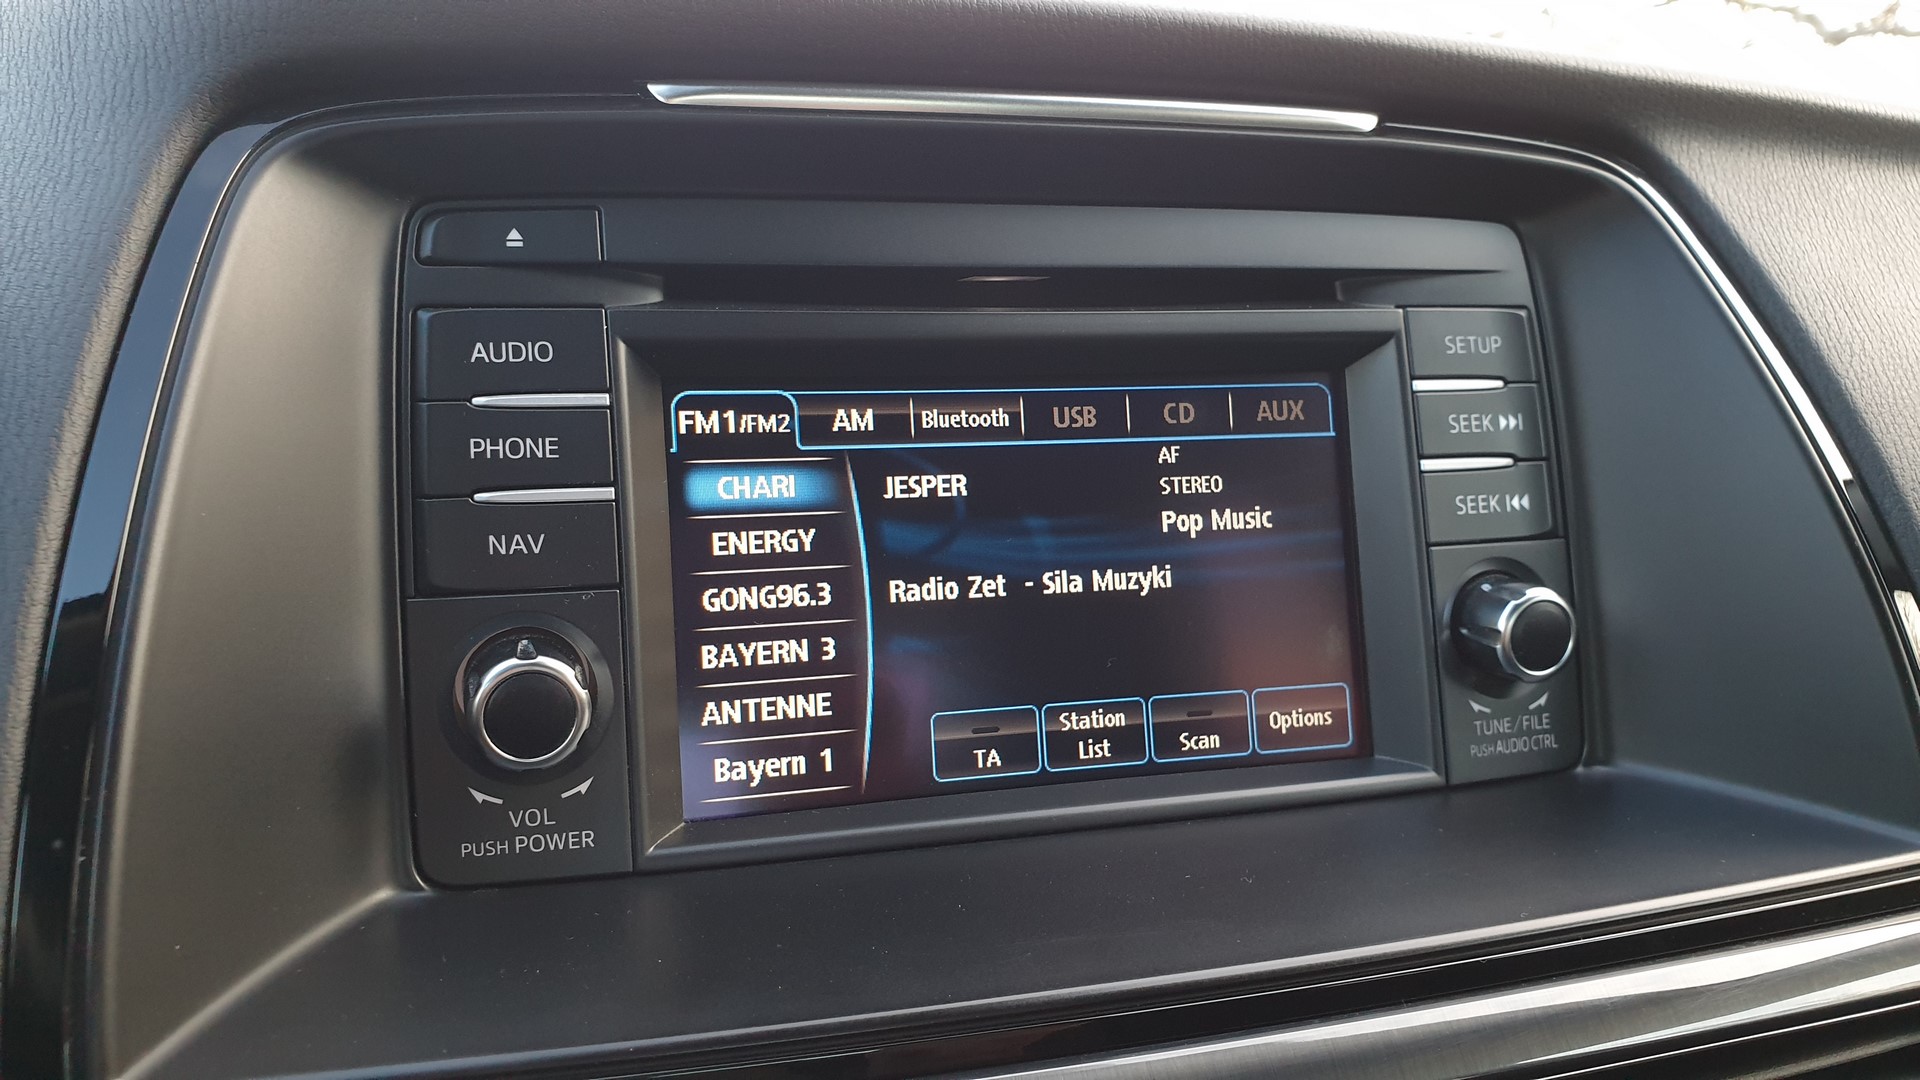 AUDIO
PHONE
NAV
VOL
PUSH POWER
FM1/FM2 AM Bluetooth USB CD AUX
CHARI
ENERGY
GONG96.3
BAYERN 3
ANTENNE
Bayern 1
JESPER
AF
STEREO
Pop Music
Radio Zet - Sila Muzyki
TA
Station
List
Scan
Options
SETUP
SEEK
SEEK
TUNE/FILE
PUSH AUDIO CTRL